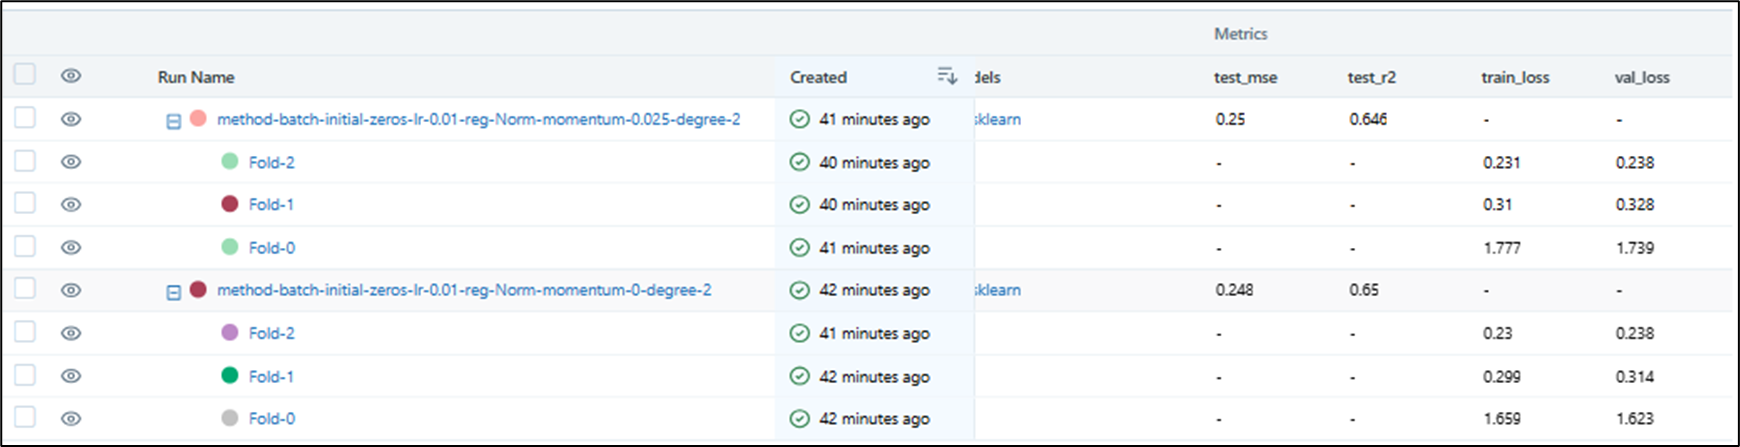 Metrics
Run Name Created dels test_mse test_r2 train_loss val_loss
method-batch-initial-zeros-lr-0.01-reg-Norm-momentum-0.025-degree-2 41 minutes ago sklearn 0.25 0.646 - -
Fold-2 40 minutes ago - - 0.231 0.238
Fold-1 40 minutes ago - - 0.31 0.328
Fold-0 41 minutes ago - - 1.777 1.739
method-batch-initial-zeros-lr-0.01-reg-Norm-momentum-0-degree-2 42 minutes ago sklearn 0.248 0.65 - -
Fold-2 41 minutes ago - - 0.23 0.238
Fold-1 42 minutes ago - - 0.299 0.314
Fold-0 42 minutes ago - - 1.659 1.623